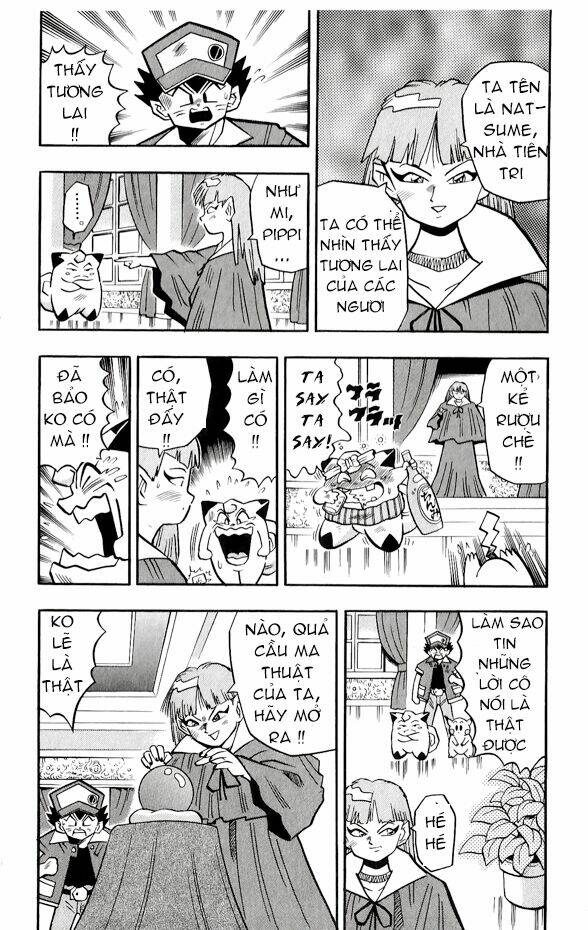 TA TÊN
LÀ NAT-
SUME,
NHÀ TIÊN
TRI
TA CÓ THỂ
NHÌN THẤY
TƯƠNG LAI
CỦA CÁC
NGƯƠI
THẤY
TƯƠNG
LAI
!!
NHƯ
MI,
PIPPI
...
......
MỘT
KẺ
RƯỢU
CHÈ
!!
TA
SAY
TA
SAY!
LÀM
GÌ
CÓ!!
CÓ,
THẬT
ĐẤY!!
ĐÃ
BẢO
KO CÓ
MÀ!!
LÀM SAO
TIN
NHỮNG
LỜI CÔ
NÓI LÀ
THẬT
ĐƯỢC
HÉ
HÉ
NÀO, QUẢ
CẦU MA
THUẬT
CỦA TA,
HÃY MỞ
RA!!
KO
LẼ
LÀ
THẬT